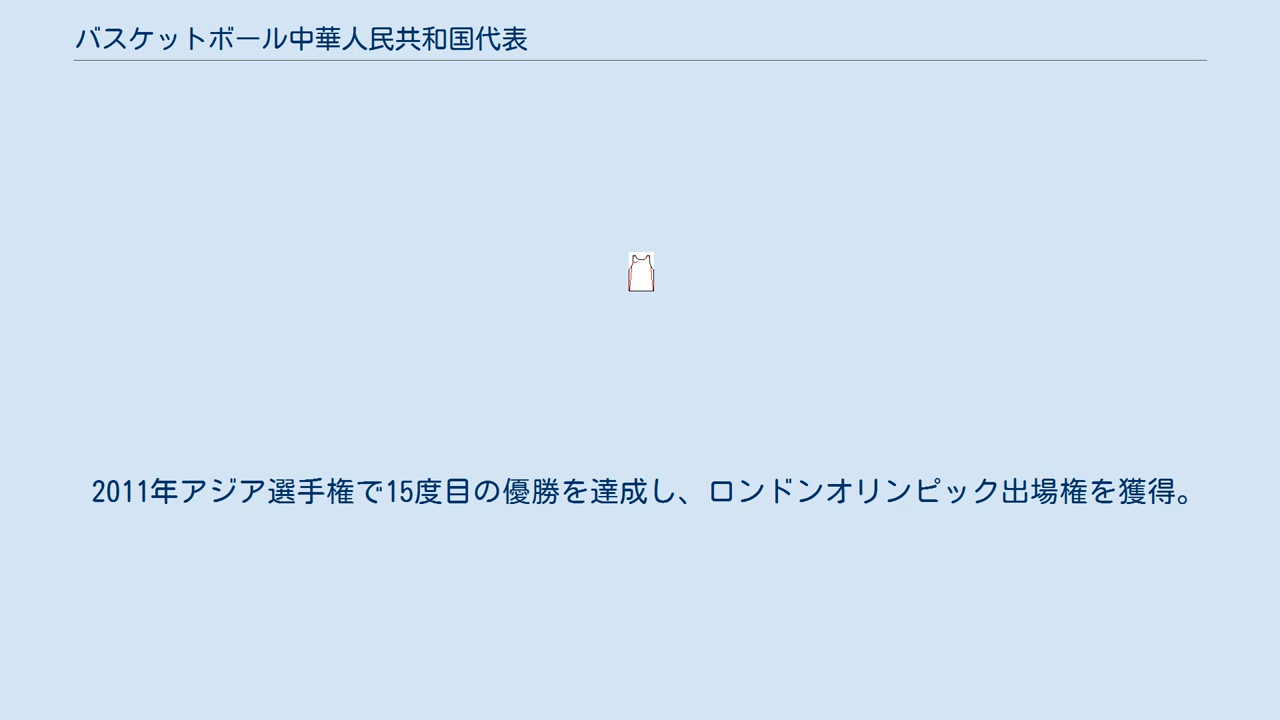 バスケットボール中華人民共和国代表
2011年アジア選手権で15度目の優勝を達成し、ロンドンオリンピック出場権を獲得。